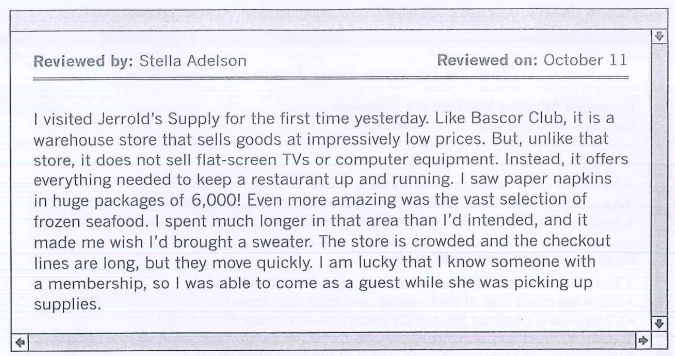 Reviewed by: Stella Adelson Reviewed on: October 11
I visited Jerrold's Supply for the first time yesterday. Like Bascor Club, it is a
warehouse store that sells goods at impressively low prices. But, unlike that
store, it does not sell flat-screen TVs or computer equipment. Instead, it offers
everything needed to keep a restaurant up and running. I saw paper napkins
in huge packages of 6,000! Even more amazing was the vast selection of
frozen seafood. I spent much longer in that area than I'd intended, and it
made me wish I'd brought a sweater. The store is crowded and the checkout
lines are long, but they move quickly. I am lucky that I know someone with
a membership, so I was able to come as a guest while she was picking up
supplies.